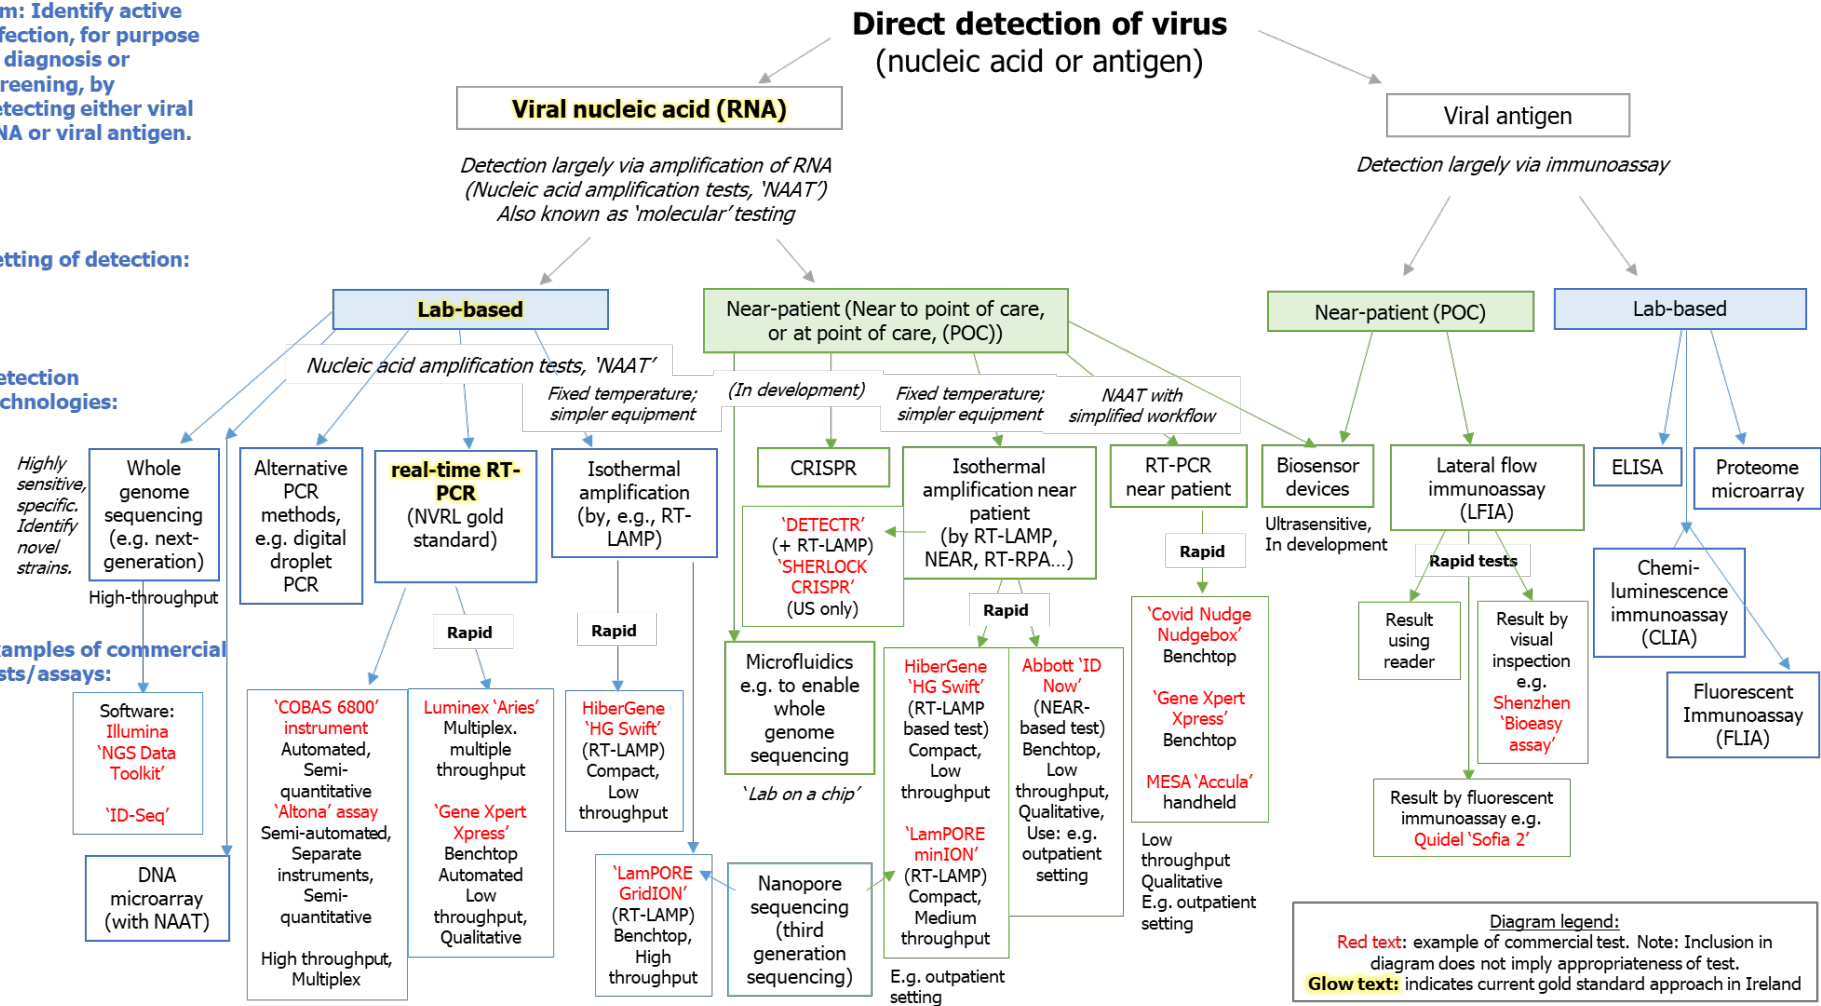 Direct detection of virus
(nucleic acid or antigen)
m: Identify active
fection, for purpose
diagnosis or
creening, by
etecting either viral
NA or viral antigen.
Viral nucleic acid (RNA)
Viral antigen
Detection largely via amplification of RNA
(Nucleic acid amplification tests, ‘NAAT’)
Also known as ‘molecular’ testing
Detection largely via immunoassay
etting of detection:
Lab-based
Near-patient (Near to point of care,
or at point of care, (POC))
Near-patient (POC)
Lab-based
etection
chnologies:
Nucleic acid amplification tests, ‘NAAT’
Fixed temperature;
simpler equipment
(In development)
Fixed temperature;
simpler equipment
NAAT with
simplified workflow
Highly
sensitive,
specific.
Identify
novel
strains.
Whole
genome
sequencing
(e.g. next-
generation)
High-throughput
Alternative
PCR
methods,
e.g. digital
droplet
PCR
real-time RT-
PCR
(NVRL gold
standard)
Isothermal
amplification
(by, e.g., RT-
LAMP)
CRISPR
‘DETECTR’
(+ RT-LAMP)
‘SHERLOCK
CRISPR’
(US only)
Isothermal
amplification near
patient
(by RT-LAMP,
NEAR, RT-RPA...)
RT-PCR
near patient
Biosensor
devices
Ultrasensitive,
In development
Lateral flow
immunoassay
(LFIA)
ELISA
Proteome
microarray
Rapid
Rapid
Rapid
Rapid
Rapid tests
Chemi-
luminescence
immunoassay
(CLIA)
Fluorescent
Immunoassay
(FLIA)
xamples of commercial
sts/assays:
Software:
Illumina
‘NGS Data
Toolkit’
‘ID-Seq’
DNA
microarray
(with NAAT)
‘COBAS 6800’
instrument
Automated,
Semi-
quantitative
‘Altona’ assay
Semi-automated,
Separate
instruments,
Semi-
quantitative
High throughput,
Multiplex
Luminex ‘Aries’
Multiplex.
multiple
throughput
‘Gene Xpert
Xpress’
Benchtop
Automated
Low
throughput,
Qualitative
HiberGene
‘HG Swift’
(RT-LAMP)
Compact,
Low
throughput
‘LamPORE
GridION’
(RT-LAMP)
Benchtop,
High
throughput
Microfluidics
e.g. to enable
whole
genome
sequencing
‘Lab on a chip’
Nanopore
sequencing
(third
generation
sequencing)
HiberGene
‘HG Swift’
(RT-LAMP
based test)
Compact,
Low
throughput
‘LamPORE
minION’
(RT-LAMP)
Compact,
Medium
throughput
E.g. outpatient
setting
Abbott ‘ID
Now’
(NEAR-
based test)
Benchtop,
Low
throughput,
Qualitative,
Use: e.g.
outpatient
setting
‘Covid Nudge
Nudgebox’
Benchtop
‘Gene Xpert
Xpress’
Benchtop
MESA ‘Accula’
handheld
Low
throughput
Qualitative
E.g. outpatient
setting
Result
using
reader
Result by
visual
inspection
e.g.
Shenzhen
‘Bioeasy
assay’
Result by fluorescent
immunoassay e.g.
Quidel ‘Sofia 2’
Diagram legend:
Red text: example of commercial test. Note: Inclusion in
diagram does not imply appropriateness of test.
Glow text: indicates current gold standard approach in Ireland